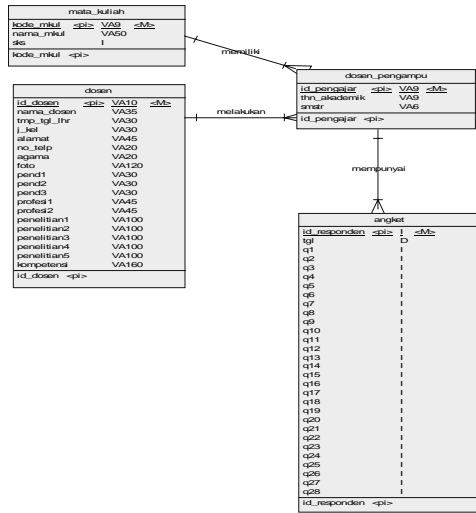 mata_kuliah
kode_mkul <pi> VA9 <M>
nama_mkul VA50
sks I
kode_mkul <pi>
memiliki
dosen_pengampu
id_pengajar <pi> VA9 <M>
thn_akademik VA9
smstr VA6
id_pengajar <pi>
dosen
id_dosen <pi> VA10 <M>
nama_dosen VA35
tmp_tgl_lhr VA30
j_kel VA30
alamat VA45
no_telp VA20
agama VA20
foto VA120
pend1 VA30
pend2 VA30
pend3 VA30
profesi1 VA45
profesi2 VA45
penelitian1 VA100
penelitian2 VA100
penelitian3 VA100
penelitian4 VA100
penelitian5 VA100
kompetensi VA160
id_dosen <pi>
melakukan
mempunyai
angket
id_responden <pi> I <M>
tgl D
q1 I
q2 I
q3 I
q4 I
q5 I
q6 I
q7 I
q8 I
q9 I
q10 I
q11 I
q12 I
q13 I
q14 I
q15 I
q16 I
q17 I
q18 I
q19 I
q20 I
q21 I
q22 I
q23 I
q24 I
q25 I
q26 I
q27 I
q28 I
id_responden <pi>